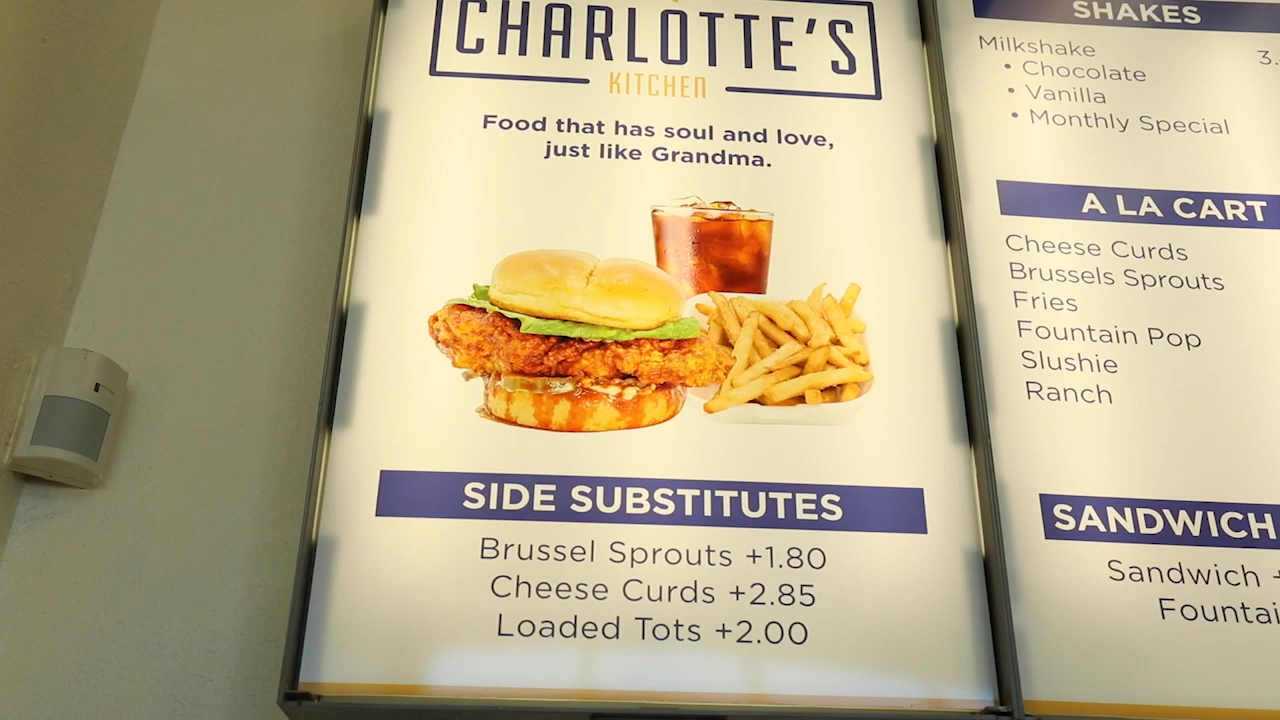 CHARLOTTE'S
KITCHEN
Food that has soul and love,
just like Grandma.
SIDE SUBSTITUTES
Brussel Sprouts +1.80
Cheese Curds +2.85
Loaded Tots +2.00
SHAKES
Milkshake 3.
• Chocolate
• Vanilla
• Monthly Special
A LA CART
Cheese Curds
Brussels Sprouts
Fries
Fountain Pop
Slushie
Ranch
SANDWICH
Sandwich
Fountai